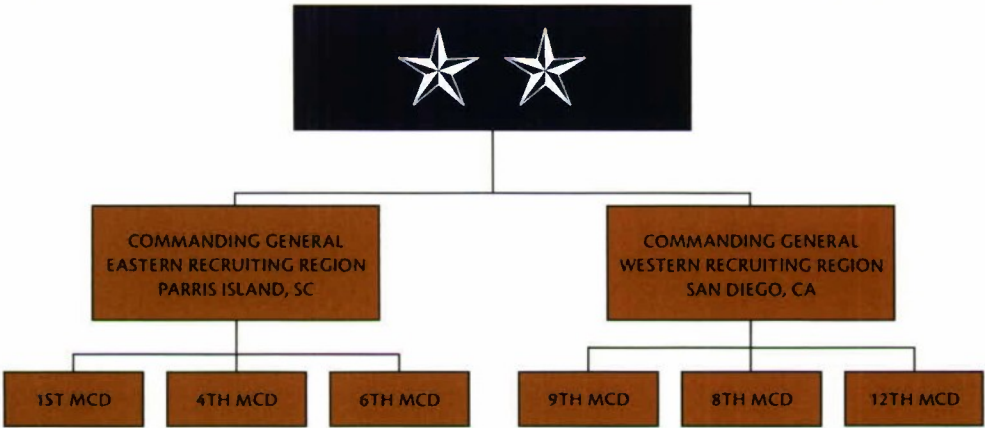 COMMANDING GENERAL
EASTERN RECRUITING REGION
PARRIS ISLAND, SC
COMMANDING GENERAL
WESTERN RECRUITING REGION
SAN DIEGO, CA
1ST MCD
4TH MCD
6TH MCD
9TH MCD
8TH MCD
12TH MCD